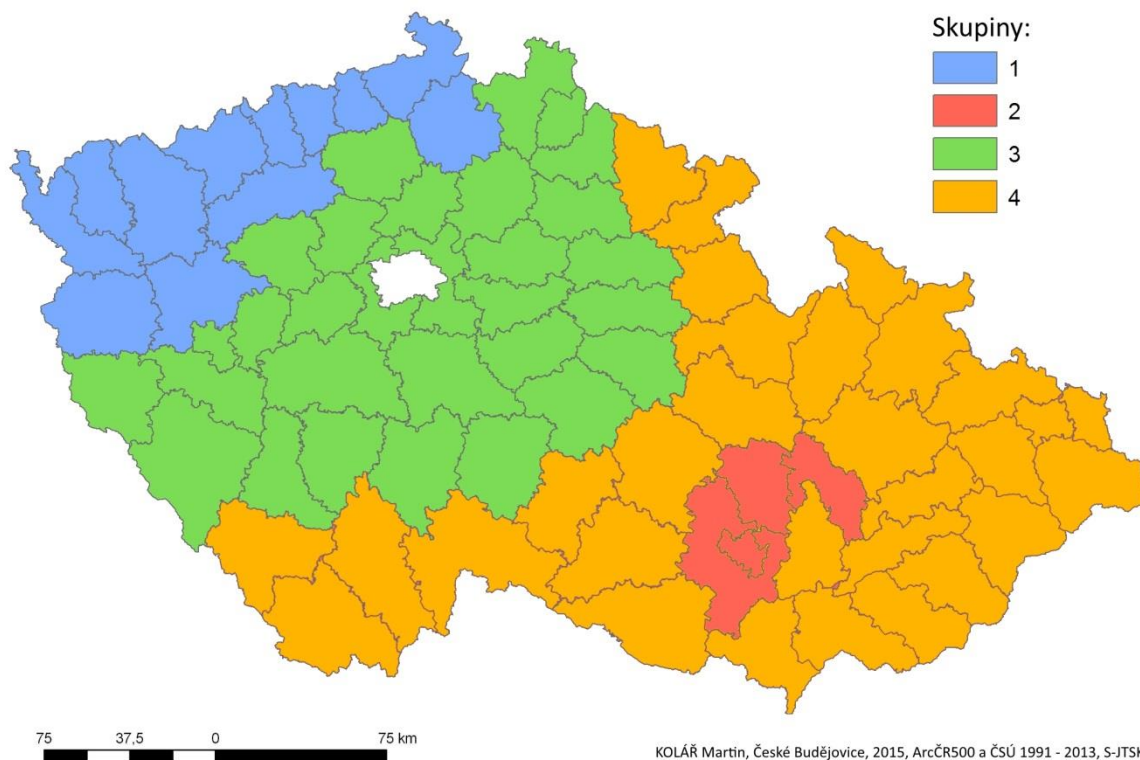 Skupiny:
1
2
3
4
75 37,5 0 75 km
KOLÁŘ Martin, České Budějovice, 2015, ArcČR500 a ČSÚ 1991 - 2013, S-JTSK